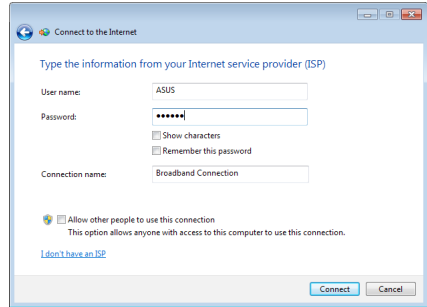 Connect to the Internet
Type the information from your Internet service provider (ISP)
User name: ASUS
Password: ••••••
Show characters
Remember this password
Connection name: Broadband Connection
Allow other people to use this connection
This option allows anyone with access to this computer to use this connection.
I don't have an ISP
Connect Cancel